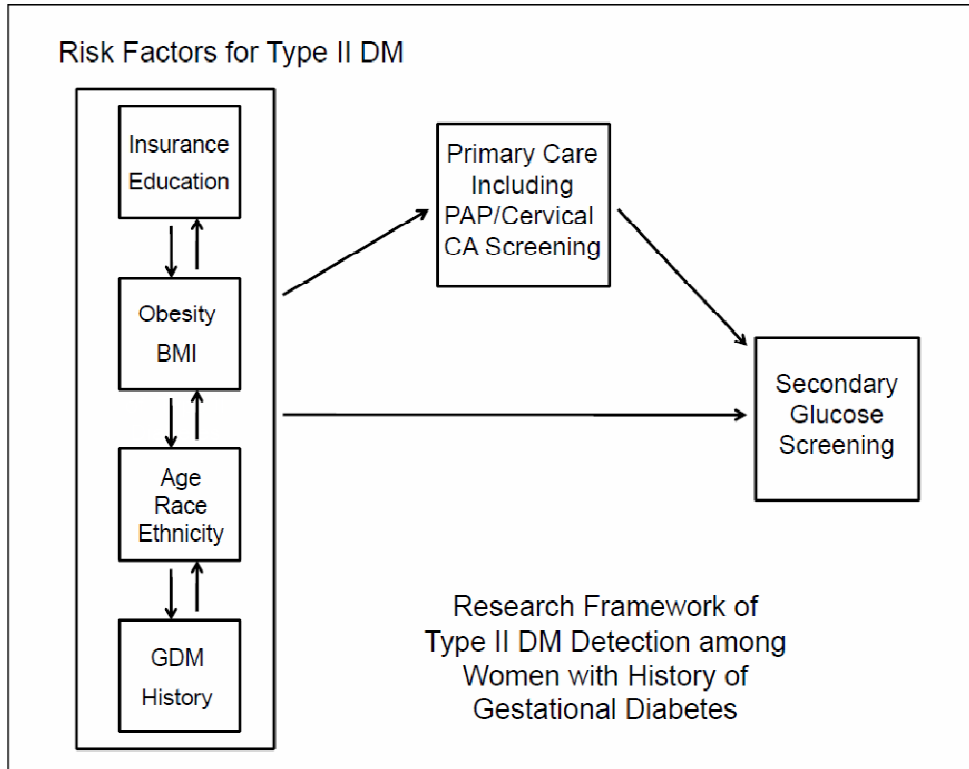 Risk Factors for Type II DM
Insurance
Education
Obesity
BMI
Age
Race
Ethnicity
GDM
History
Primary Care
Including
PAP/Cervical
CA Screening
Secondary
Glucose
Screening
Research Framework of
Type II DM Detection among
Women with History of
Gestational Diabetes